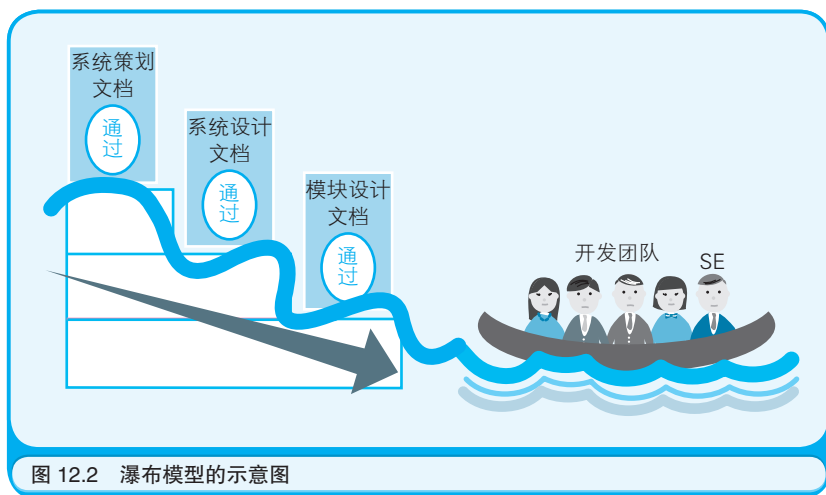 系统策划
文档
通过
系统设计
文档
通过
模块设计
文档
通过
开发团队
SE
图 12.2 瀑布模型的示意图